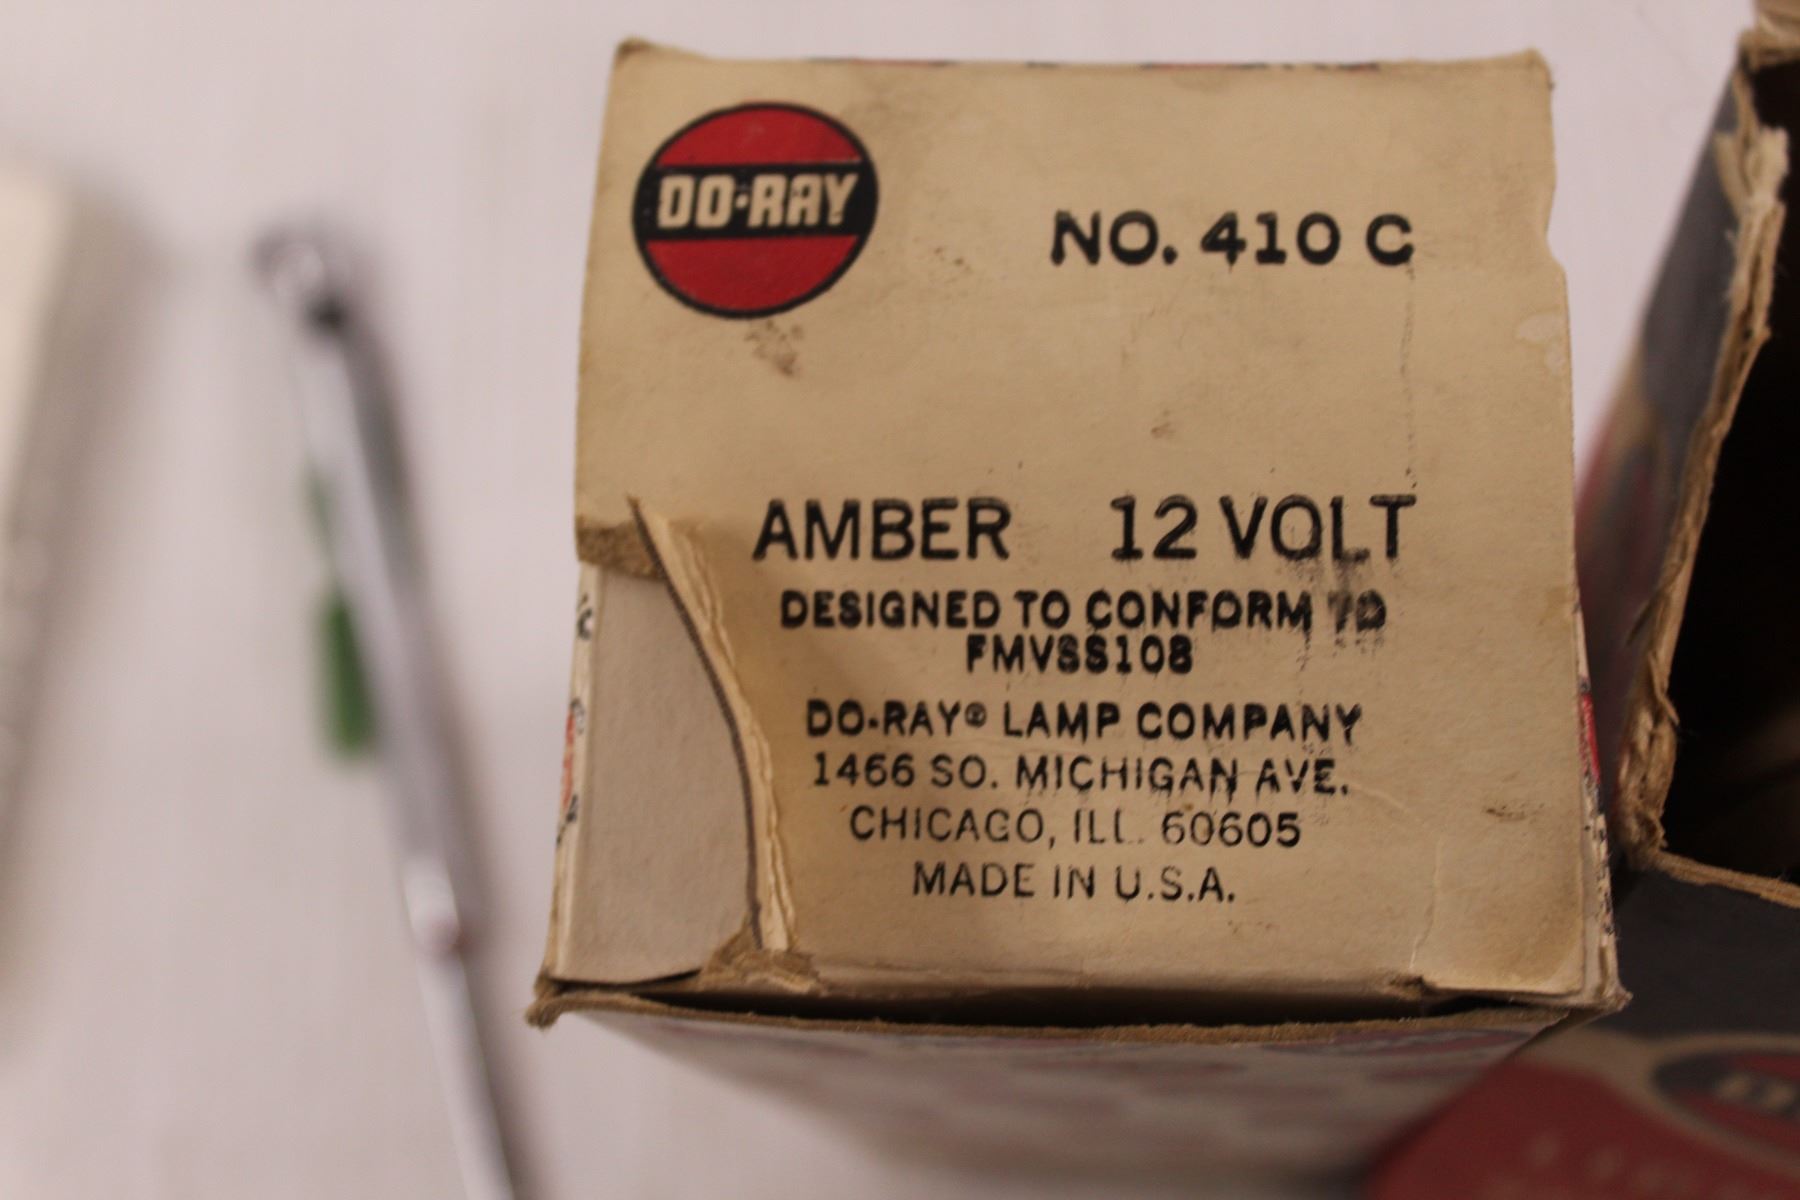 DO-RAY
NO. 410 C
AMBER 12 VOLT
DESIGNED TO CONFORM TO
FMVSS108
DO-RAY® LAMP COMPANY
1466 SO. MICHIGAN AVE.
CHICAGO, ILL. 60605
MADE IN U.S.A.